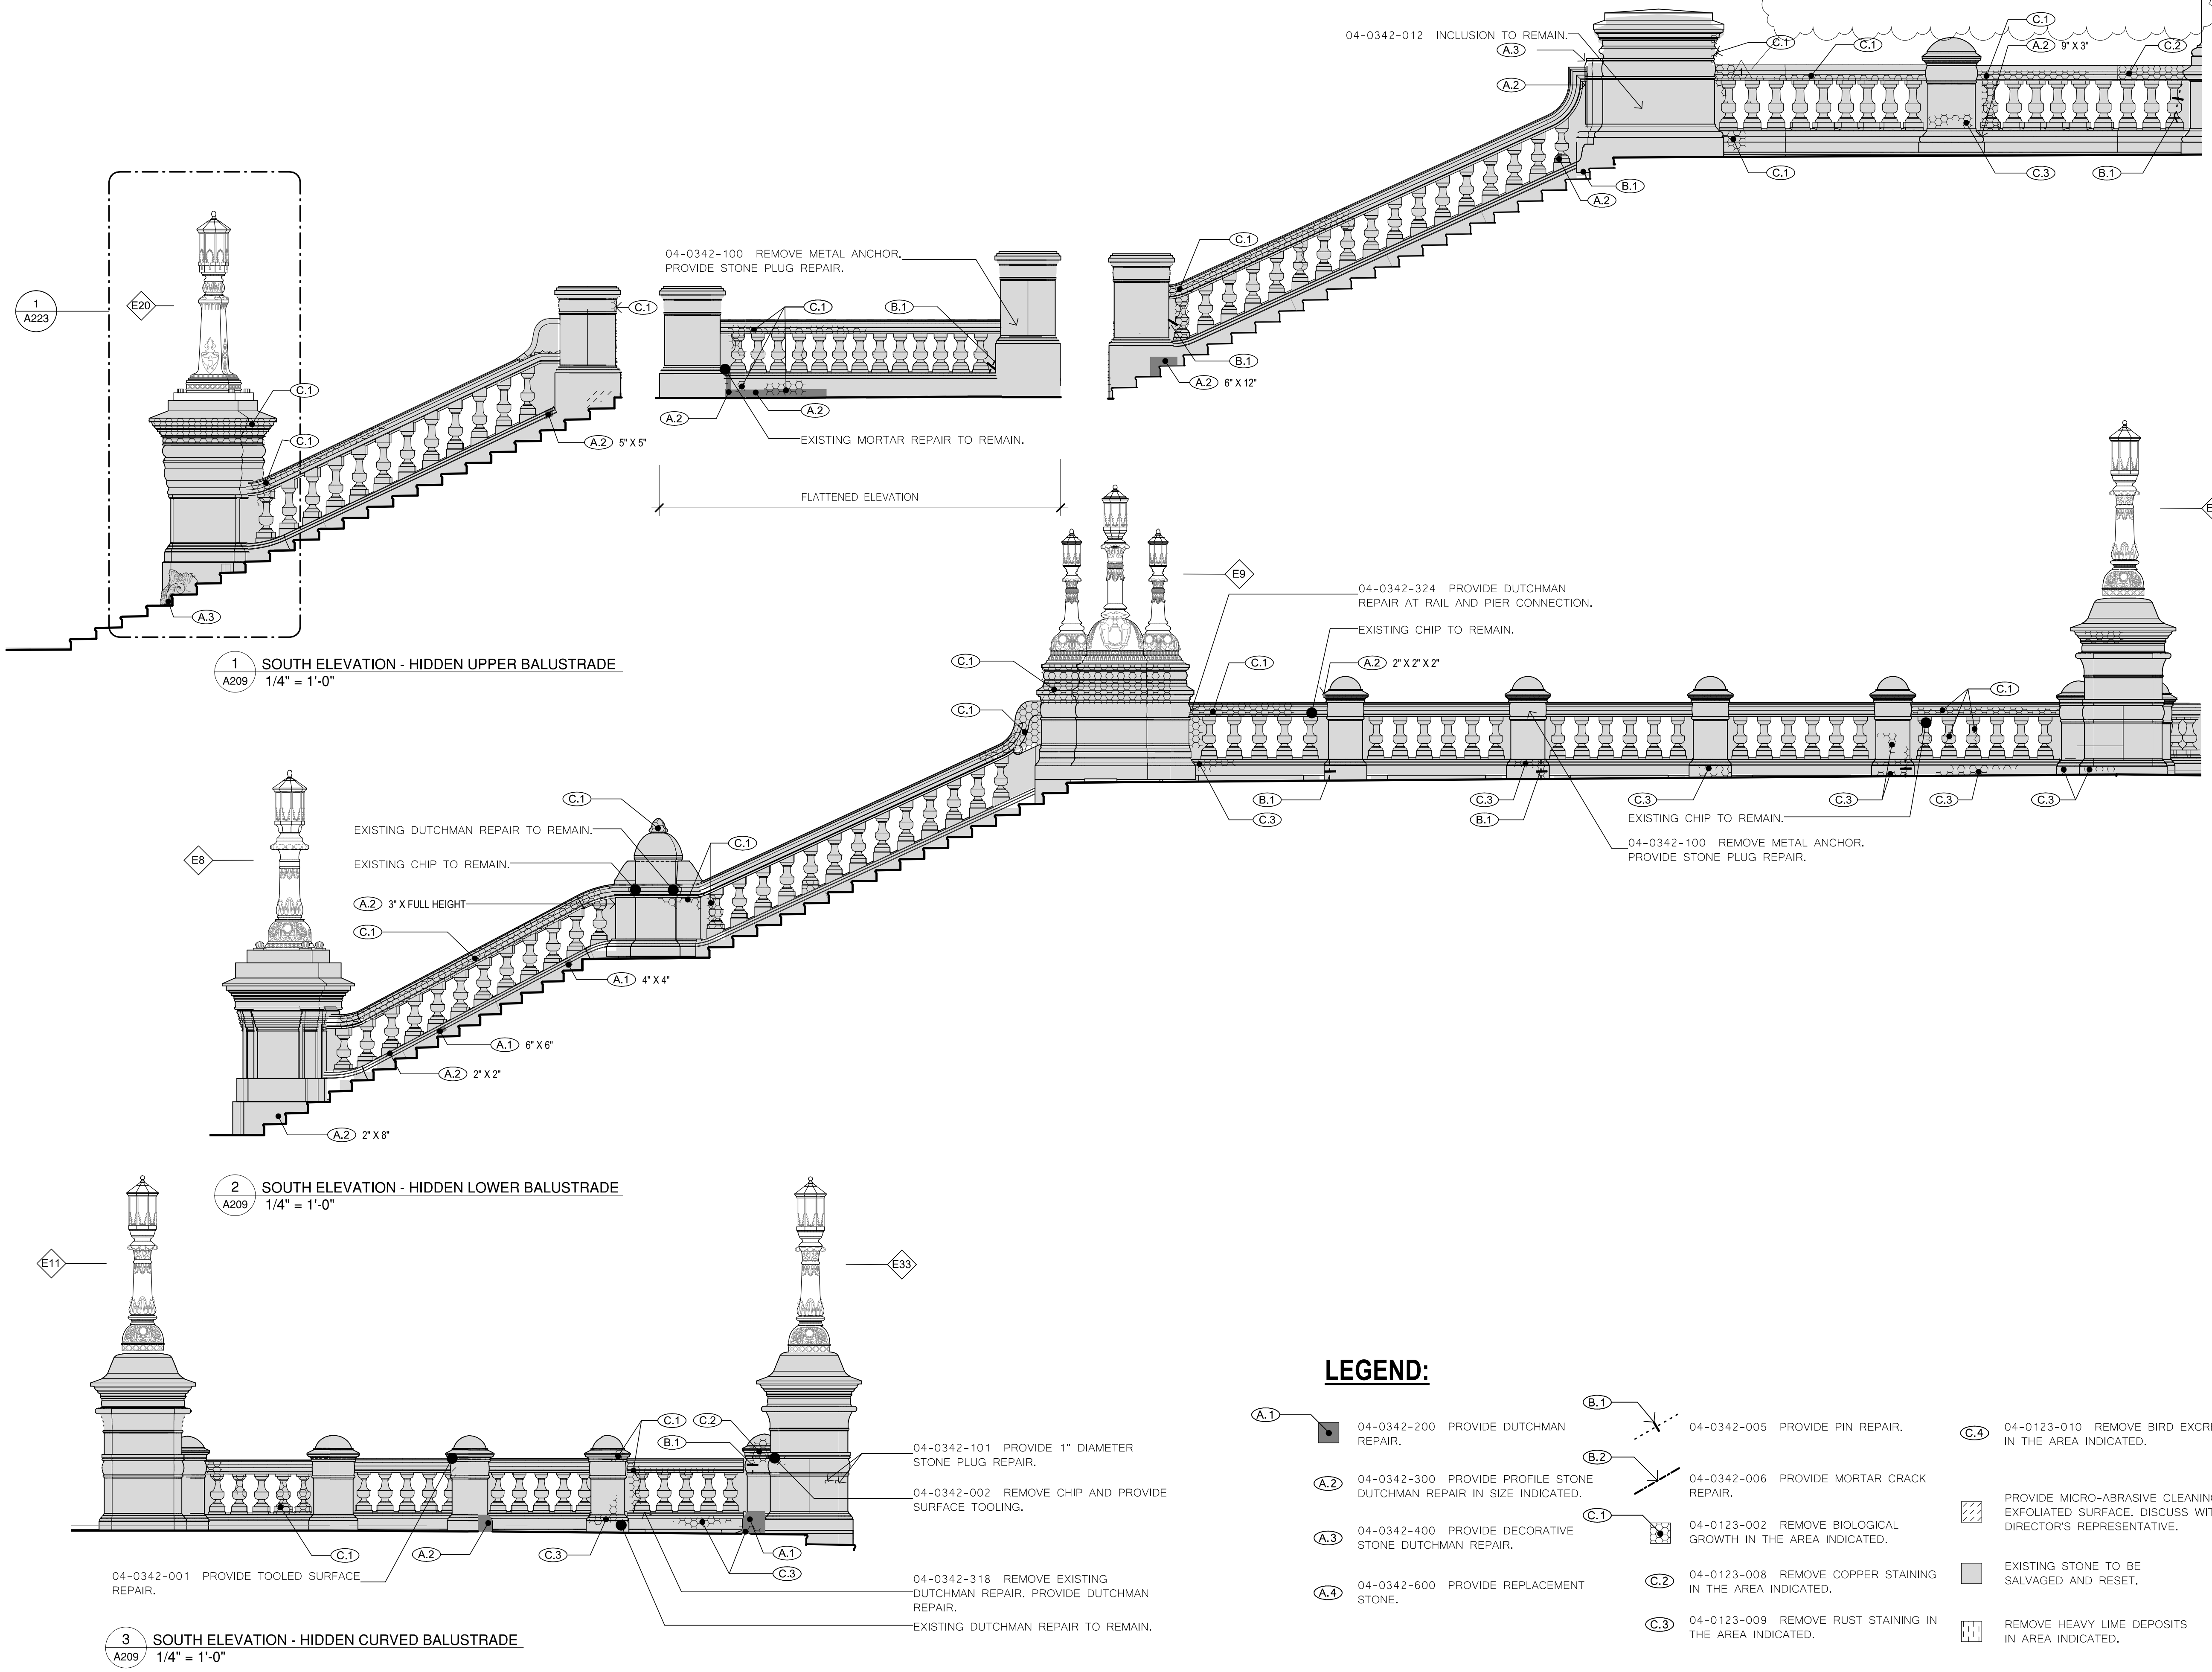 04-0342-012 INCLUSION TO REMAIN.
A.3
A.2
C.1
C.1
C.1
A.2 9" X 3"
C.2
1
C.1
C.3
B.1
B.1
A.2
C.1
B.1
A.2 6" X 12"
1
A223
E20
C.1
C.1
A.3
A.2 5" X 5"
C.1
04-0342-100 REMOVE METAL ANCHOR.
PROVIDE STONE PLUG REPAIR.
C.1
B.1
A.2
A.2
EXISTING MORTAR REPAIR TO REMAIN.
FLATTENED ELEVATION
1
A209
SOUTH ELEVATION - HIDDEN UPPER BALUSTRADE
1/4" = 1'-0"
E9
04-0342-324 PROVIDE DUTCHMAN
REPAIR AT RAIL AND PIER CONNECTION.
EXISTING CHIP TO REMAIN.
A.2 2" X 2" X 2"
C.1
C.1
C.1
C.1
B.1
C.3
C.3
B.1
C.3
C.3
C.3
C.3
EXISTING CHIP TO REMAIN.
04-0342-100 REMOVE METAL ANCHOR.
PROVIDE STONE PLUG REPAIR.
E8
C.1
EXISTING DUTCHMAN REPAIR TO REMAIN.
C.1
EXISTING CHIP TO REMAIN.
A.2 3" X FULL HEIGHT
C.1
A.1 4" X 4"
A.1 6" X 6"
A.2 2" X 2"
A.2 2" X 8"
2
A209
SOUTH ELEVATION - HIDDEN LOWER BALUSTRADE
1/4" = 1'-0"
E11
E33
C.1
C.2
B.1
04-0342-101 PROVIDE 1" DIAMETER
STONE PLUG REPAIR.
04-0342-002 REMOVE CHIP AND PROVIDE
SURFACE TOOLING.
C.1
A.2
C.3
A.1
C.3
04-0342-001 PROVIDE TOOLED SURFACE
REPAIR.
04-0342-318 REMOVE EXISTING
DUTCHMAN REPAIR. PROVIDE DUTCHMAN
REPAIR.
EXISTING DUTCHMAN REPAIR TO REMAIN.
3
A209
SOUTH ELEVATION - HIDDEN CURVED BALUSTRADE
1/4" = 1'-0"
LEGEND:
A.1
04-0342-200 PROVIDE DUTCHMAN
REPAIR.
A.2
04-0342-300 PROVIDE PROFILE STONE
DUTCHMAN REPAIR IN SIZE INDICATED.
A.3
04-0342-400 PROVIDE DECORATIVE
STONE DUTCHMAN REPAIR.
A.4
04-0342-600 PROVIDE REPLACEMENT
STONE.
B.1
04-0342-005 PROVIDE PIN REPAIR.
B.2
04-0342-006 PROVIDE MORTAR CRACK
REPAIR.
C.1
04-0123-002 REMOVE BIOLOGICAL
GROWTH IN THE AREA INDICATED.
C.2
04-0123-008 REMOVE COPPER STAINING
IN THE AREA INDICATED.
C.3
04-0123-009 REMOVE RUST STAINING IN
THE AREA INDICATED.
C.4
04-0123-010 REMOVE BIRD
IN THE AREA INDICATED.
PROVIDE MICRO-ABRASIVE CLEANING
EXFOLIATED SURFACE. DISCUSS
DIRECTOR'S REPRESENTATIVE.
EXISTING STONE TO BE
SALVAGED AND RESET.
REMOVE HEAVY LIME DEPOSITS
IN AREA INDICATED.